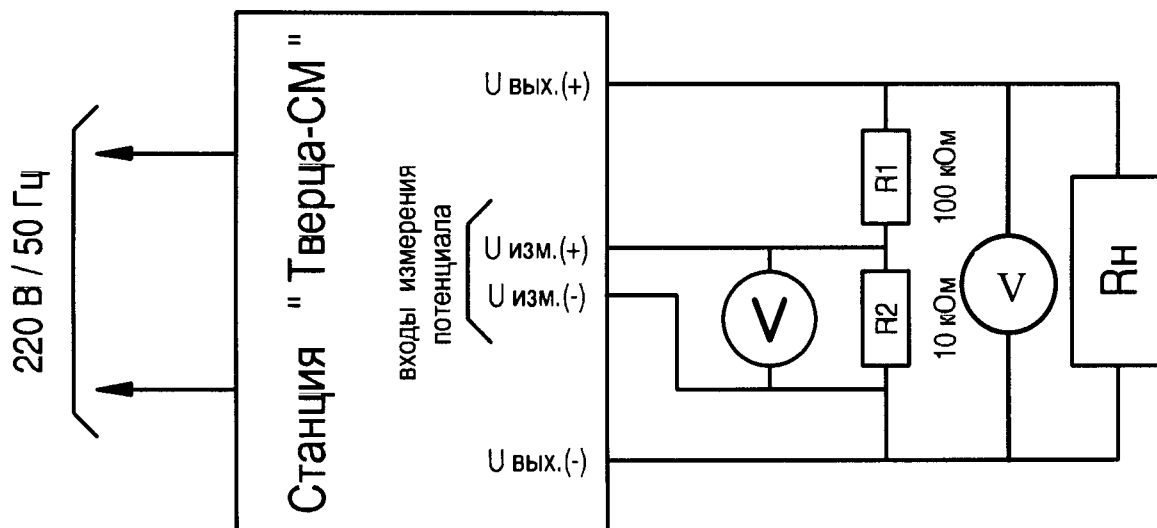 220 В / 50 Гц
Станция "Тверца-СМ"
входы измерения
потенциала
U вых.(+)
U изм.(+)
U изм.(-)
U вых.(-)
R1
100 кОм
R2
10 кОм
V
V
Rн